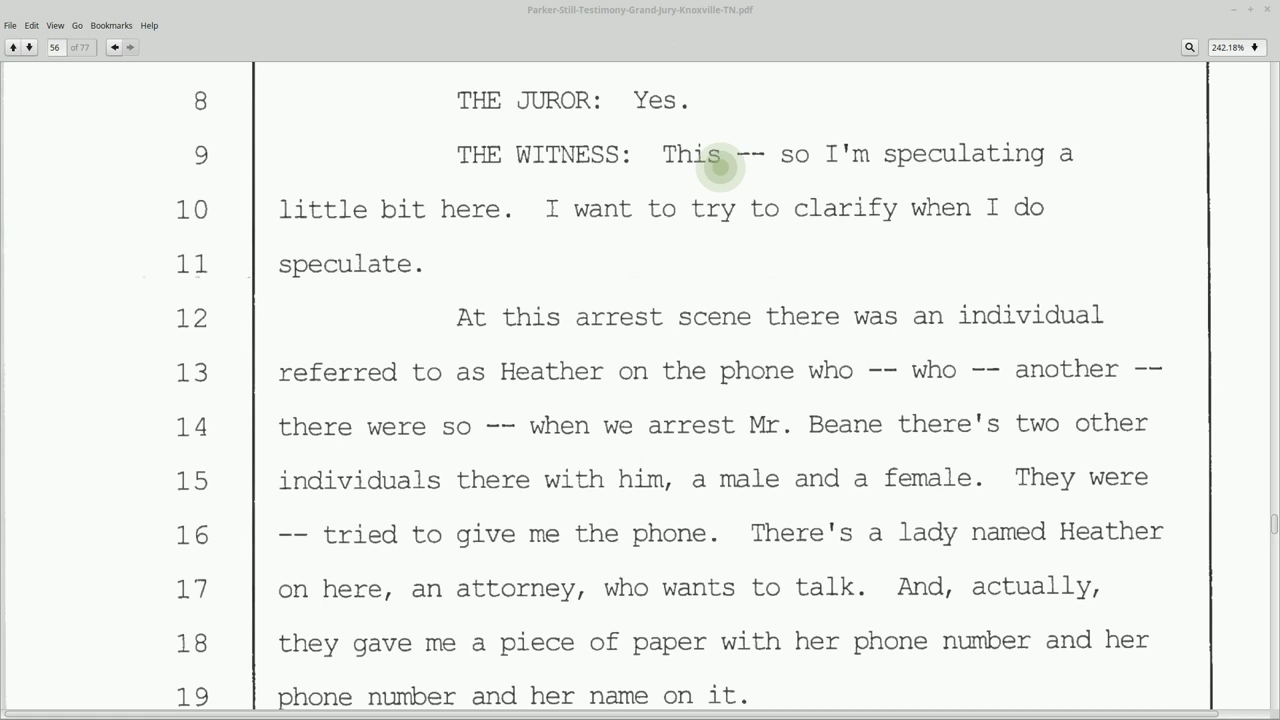 Parker-Still-Testimony-Grand-Jury-Knoxville-TN.pdf
File Edit View Go Bookmarks Help
56 of 77 242.18%
8 THE JUROR: Yes.
9 THE WITNESS: This -- so I'm speculating a
10 little bit here. I want to try to clarify when I do
11 speculate.
12 At this arrest scene there was an individual
13 referred to as Heather on the phone who -- who -- another --
14 there were so -- when we arrest Mr. Beane there's two other
15 individuals there with him, a male and a female. They were
16 -- tried to give me the phone. There's a lady named Heather
17 on here, an attorney, who wants to talk. And, actually,
18 they gave me a piece of paper with her phone number and her
19 phone number and her name on it.